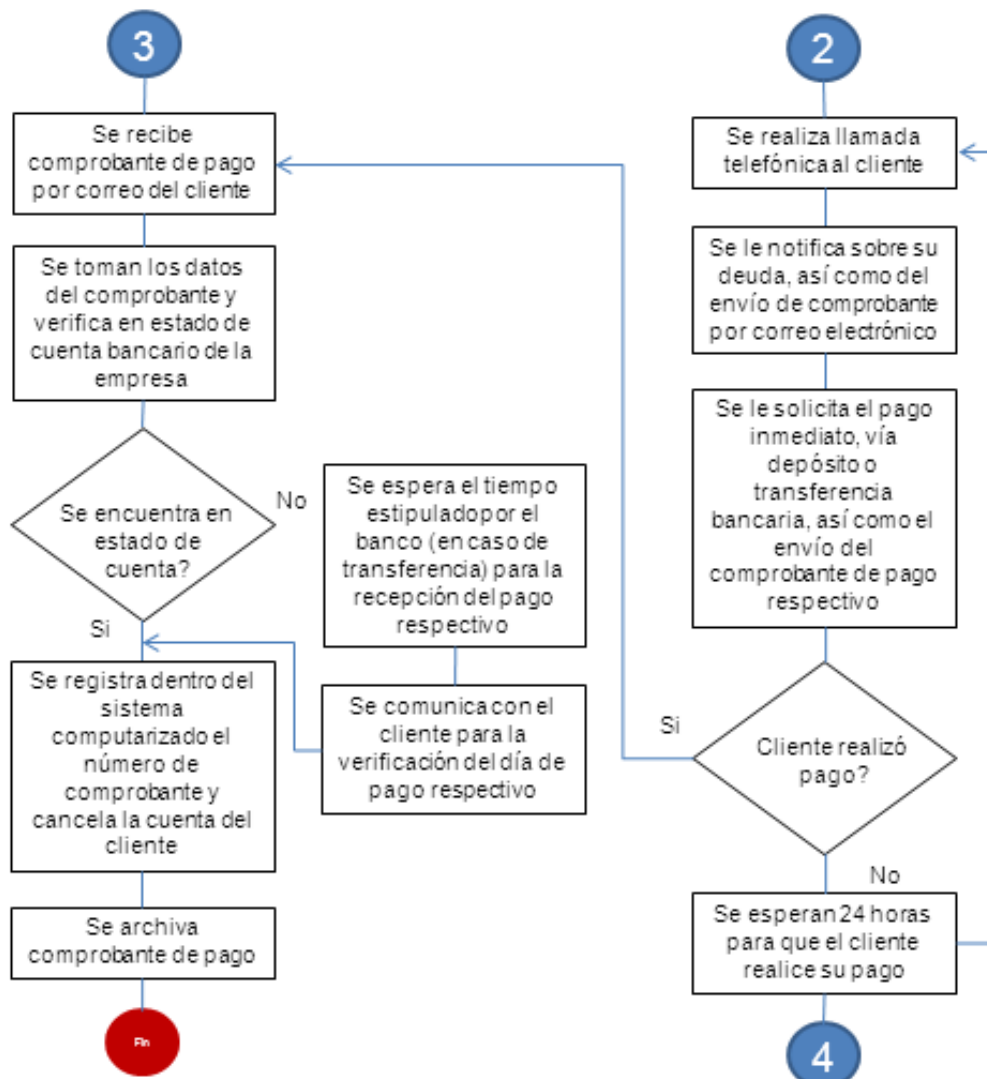 3
Se recibe
comprobante de pago
por correo del cliente
Se toman los datos
del comprobante y
verifica en estado de
cuenta bancario de la
empresa
Se encuentra en
estado de
cuenta?
No
Si
Se espera el tiempo
estipulado por el
banco (en caso de
transferencia) para la
recepción del pago
respectivo
Se comunica con el
cliente para la
verificación del día de
pago respectivo
Se registra dentro del
sistema
computarizado el
número de
comprobante y
cancela la cuenta del
cliente
Se archiva
comprobante de pago
Fin
2
Se realiza llamada
telefónica al cliente
Se le notifica sobre su
deuda, así como del
envío de comprobante
por correo electrónico
Se le solicita el pago
inmediato, vía
depósito o
transferencia
bancaria, así como el
envío del
comprobante de pago
respectivo
Si
Cliente realizó
pago?
No
Se esperan 24 horas
para que el cliente
realice su pago
4